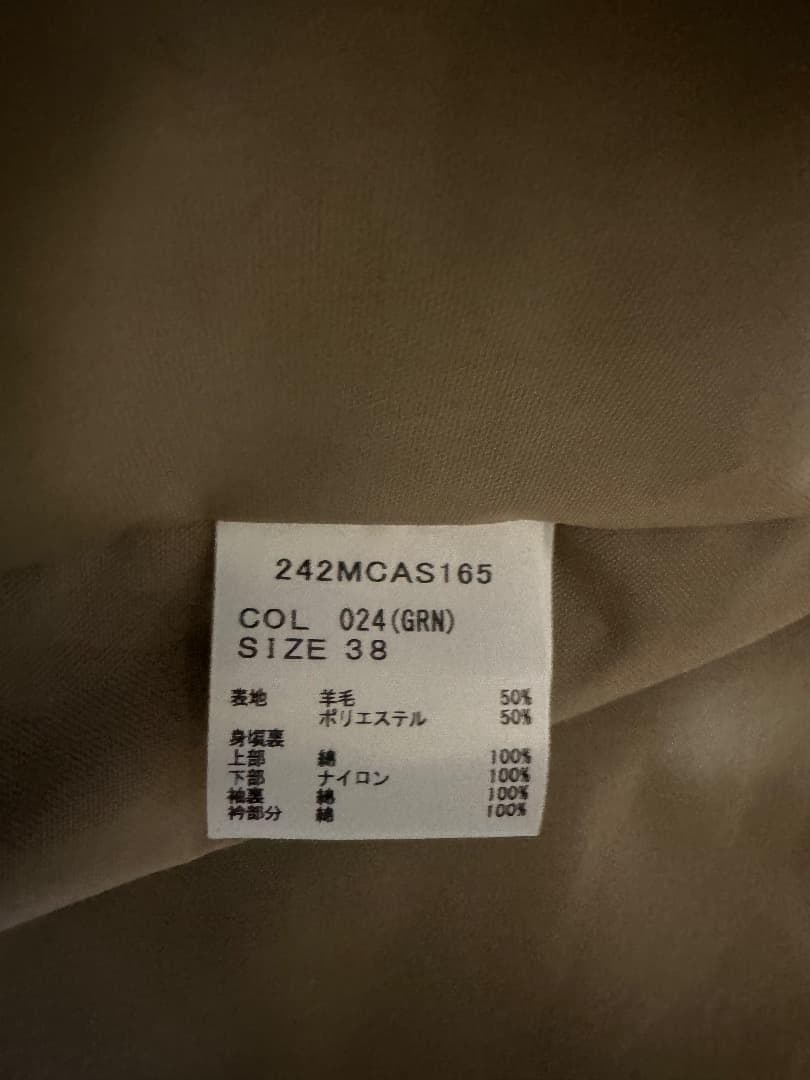 242MCAS165
COL 024(GRN)
SIZE 38
表地 羊毛 50%
ポリエステル 50%
身頃裏
上部 綿 100%
下部 ナイロン 100%
袖裏 綿 100%
衿部分 綿 100%